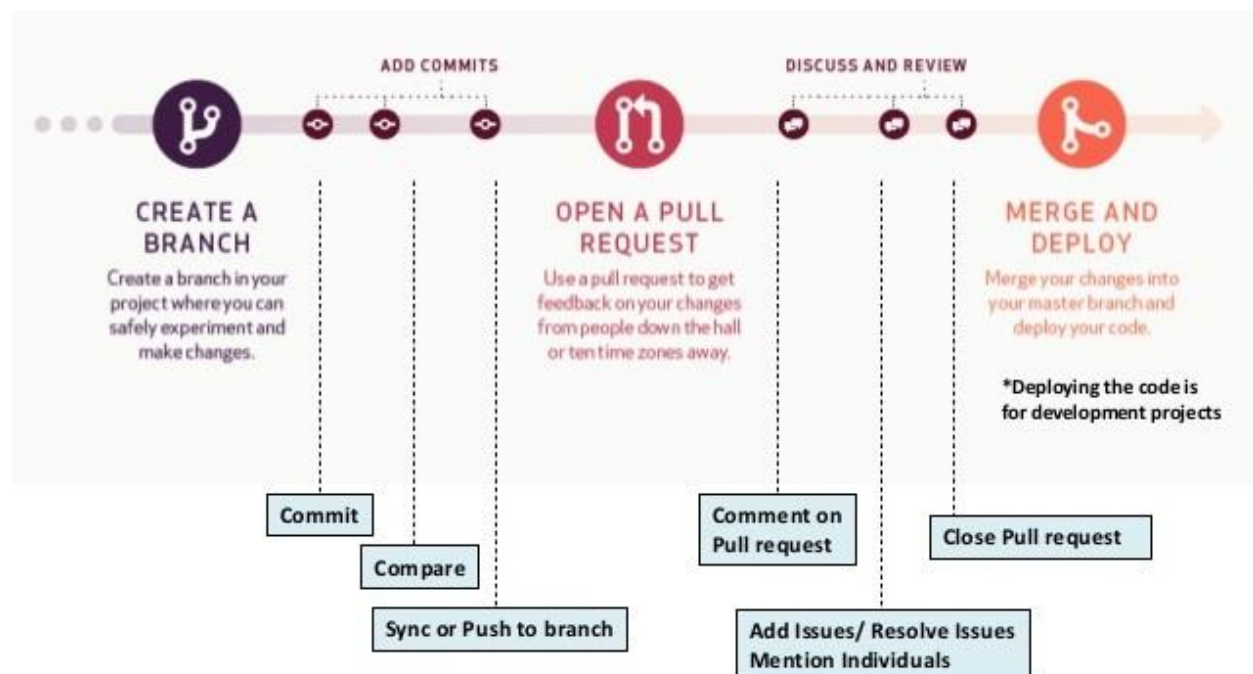 ADD COMMITS
DISCUSS AND REVIEW
CREATE A
BRANCH
Create a branch in your
project where you can
safely experiment and
make changes.
OPEN A PULL
REQUEST
Use a pull request to get
feedback on your changes
from people down the hall
or ten time zones away.
MERGE AND
DEPLOY
Merge your changes into
your master branch and
deploy your code.
*Deploying the code is
for development projects
Commit
Compare
Sync or Push to branch
Comment on
Pull request
Add Issues/ Resolve Issues
Mention Individuals
Close Pull request